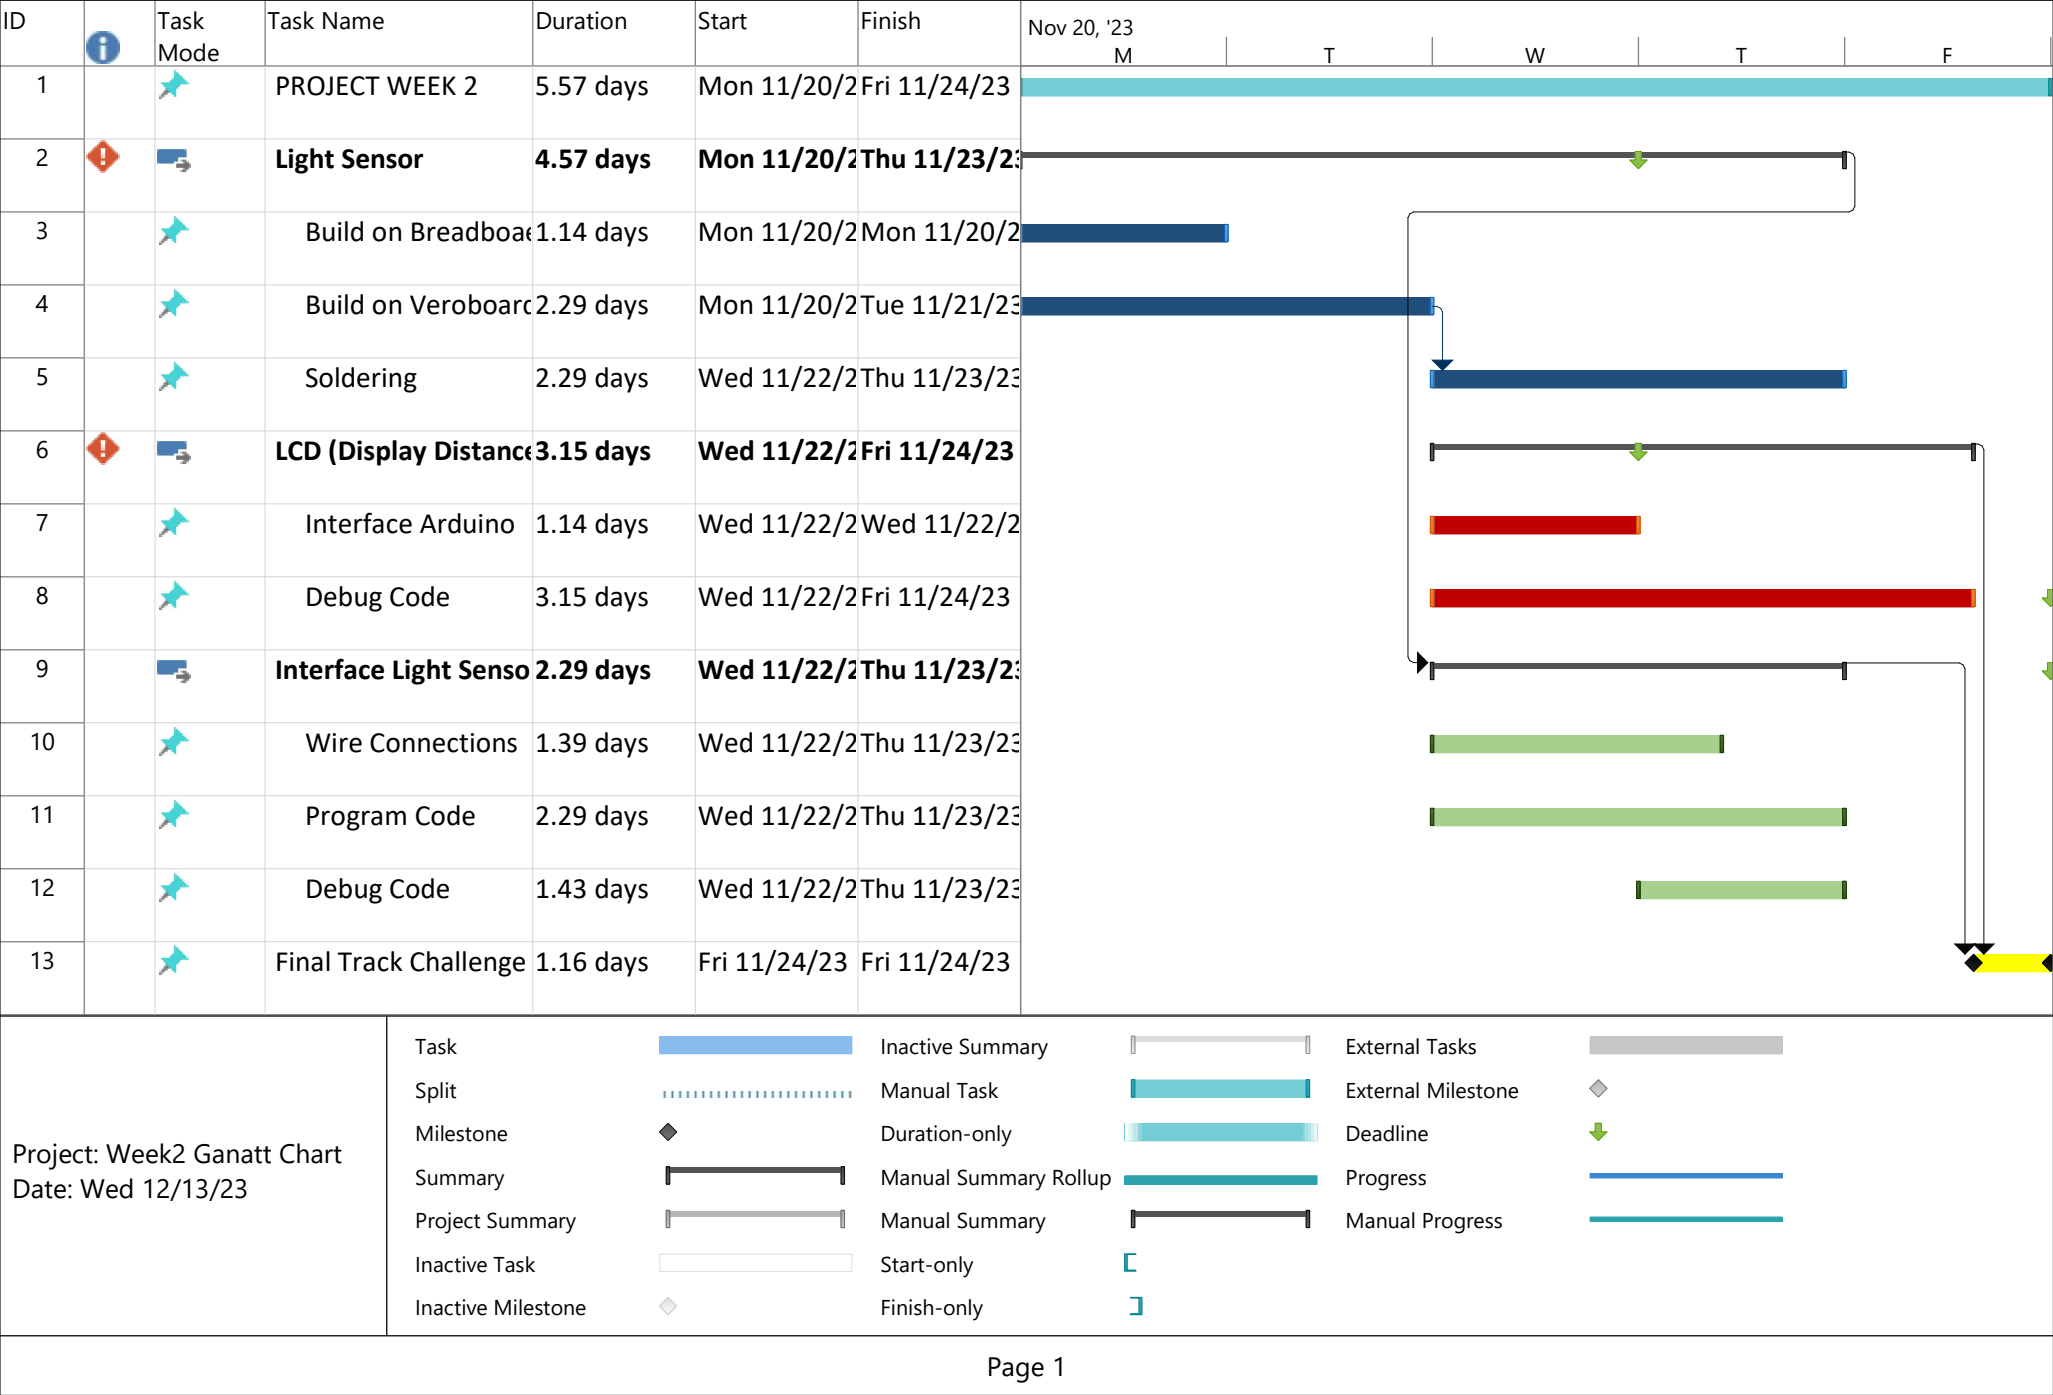 ID Task Mode Task Name Duration Start Finish Nov 20, '23
M T W T F
1 PROJECT WEEK 2 5.57 days Mon 11/20/2 Fri 11/24/23
2 Light Sensor 4.57 days Mon 11/20/2 Thu 11/23/23
3 Build on Breadboa 1.14 days Mon 11/20/2 Mon 11/20/2
4 Build on Veroboard 2.29 days Mon 11/20/2 Tue 11/21/23
5 Soldering 2.29 days Wed 11/22/2 Thu 11/23/23
6 LCD (Display Distance 3.15 days Wed 11/22/2 Fri 11/24/23
7 Interface Arduino 1.14 days Wed 11/22/2 Wed 11/22/2
8 Debug Code 3.15 days Wed 11/22/2 Fri 11/24/23
9 Interface Light Senso 2.29 days Wed 11/22/2 Thu 11/23/23
10 Wire Connections 1.39 days Wed 11/22/2 Thu 11/23/23
11 Program Code 2.29 days Wed 11/22/2 Thu 11/23/23
12 Debug Code 1.43 days Wed 11/22/2 Thu 11/23/23
13 Final Track Challenge 1.16 days Fri 11/24/23 Fri 11/24/23
Project: Week2 Ganatt Chart
Date: Wed 12/13/23
Task
Split
Milestone
Summary
Project Summary
Inactive Task
Inactive Milestone
Inactive Summary
Manual Task
Duration-only
Manual Summary Rollup
Manual Summary
Start-only
Finish-only
External Tasks
External Milestone
Deadline
Progress
Manual Progress
Page 1